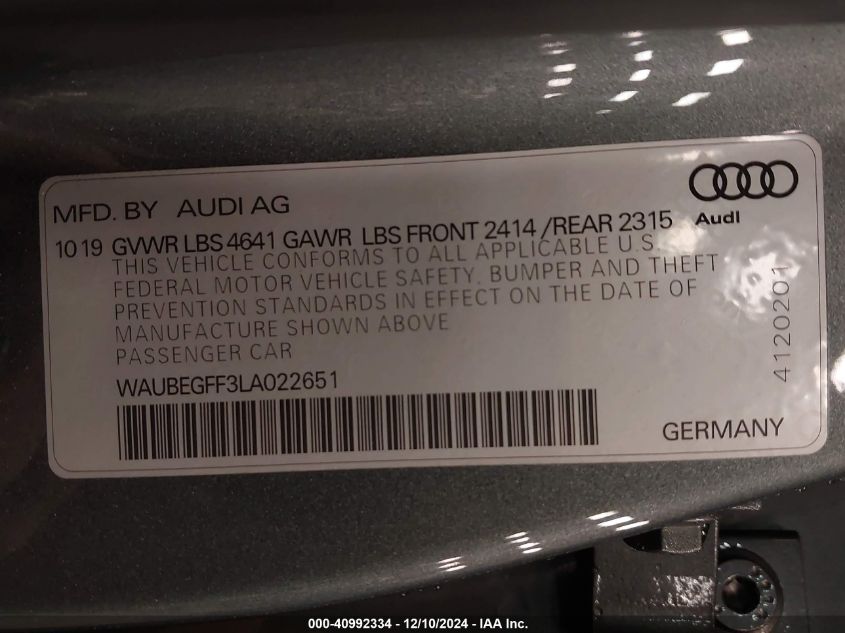 MFD. BY AUDI AG
Audi
10 19 GVWR LBS 4641 GAWR LBS FRONT 2414 /REAR 2315
THIS VEHICLE CONFORMS TO ALL APPLICABLE U.S.
FEDERAL MOTOR VEHICLE SAFETY, BUMPER AND THEFT
PREVENTION STANDARDS IN EFFECT ON THE DATE OF
MANUFACTURE SHOWN ABOVE
PASSENGER CAR
WAUBEGFF3LA022651
4120201
GERMANY
000-40992334 - 12/10/2024 - IAA Inc.